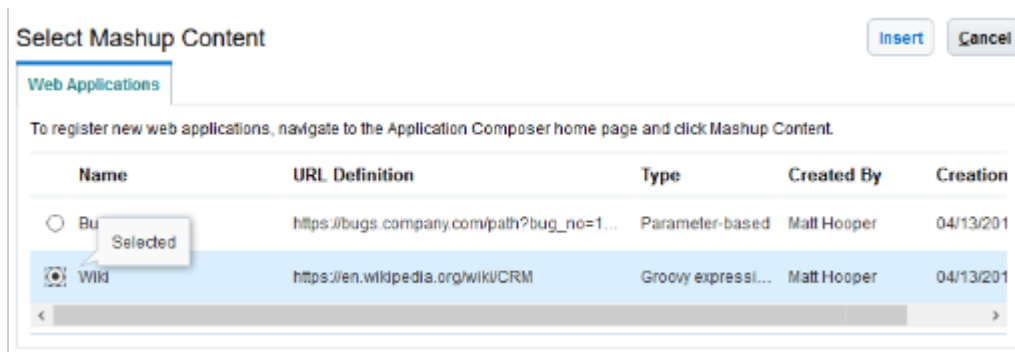 Select Mashup Content Insert Cancel
Web Applications
To register new web applications, navigate to the Application Composer home page and click Mashup Content.
Name URL Definition Type Created By Creation
Bu https://bugs.company.com/path?bug_no=1... Parameter-based Matt Hooper 04/13/201
Selected
Wiki https://en.wikipedia.org/wiki/CRM Groovy expressi... Matt Hooper 04/13/201